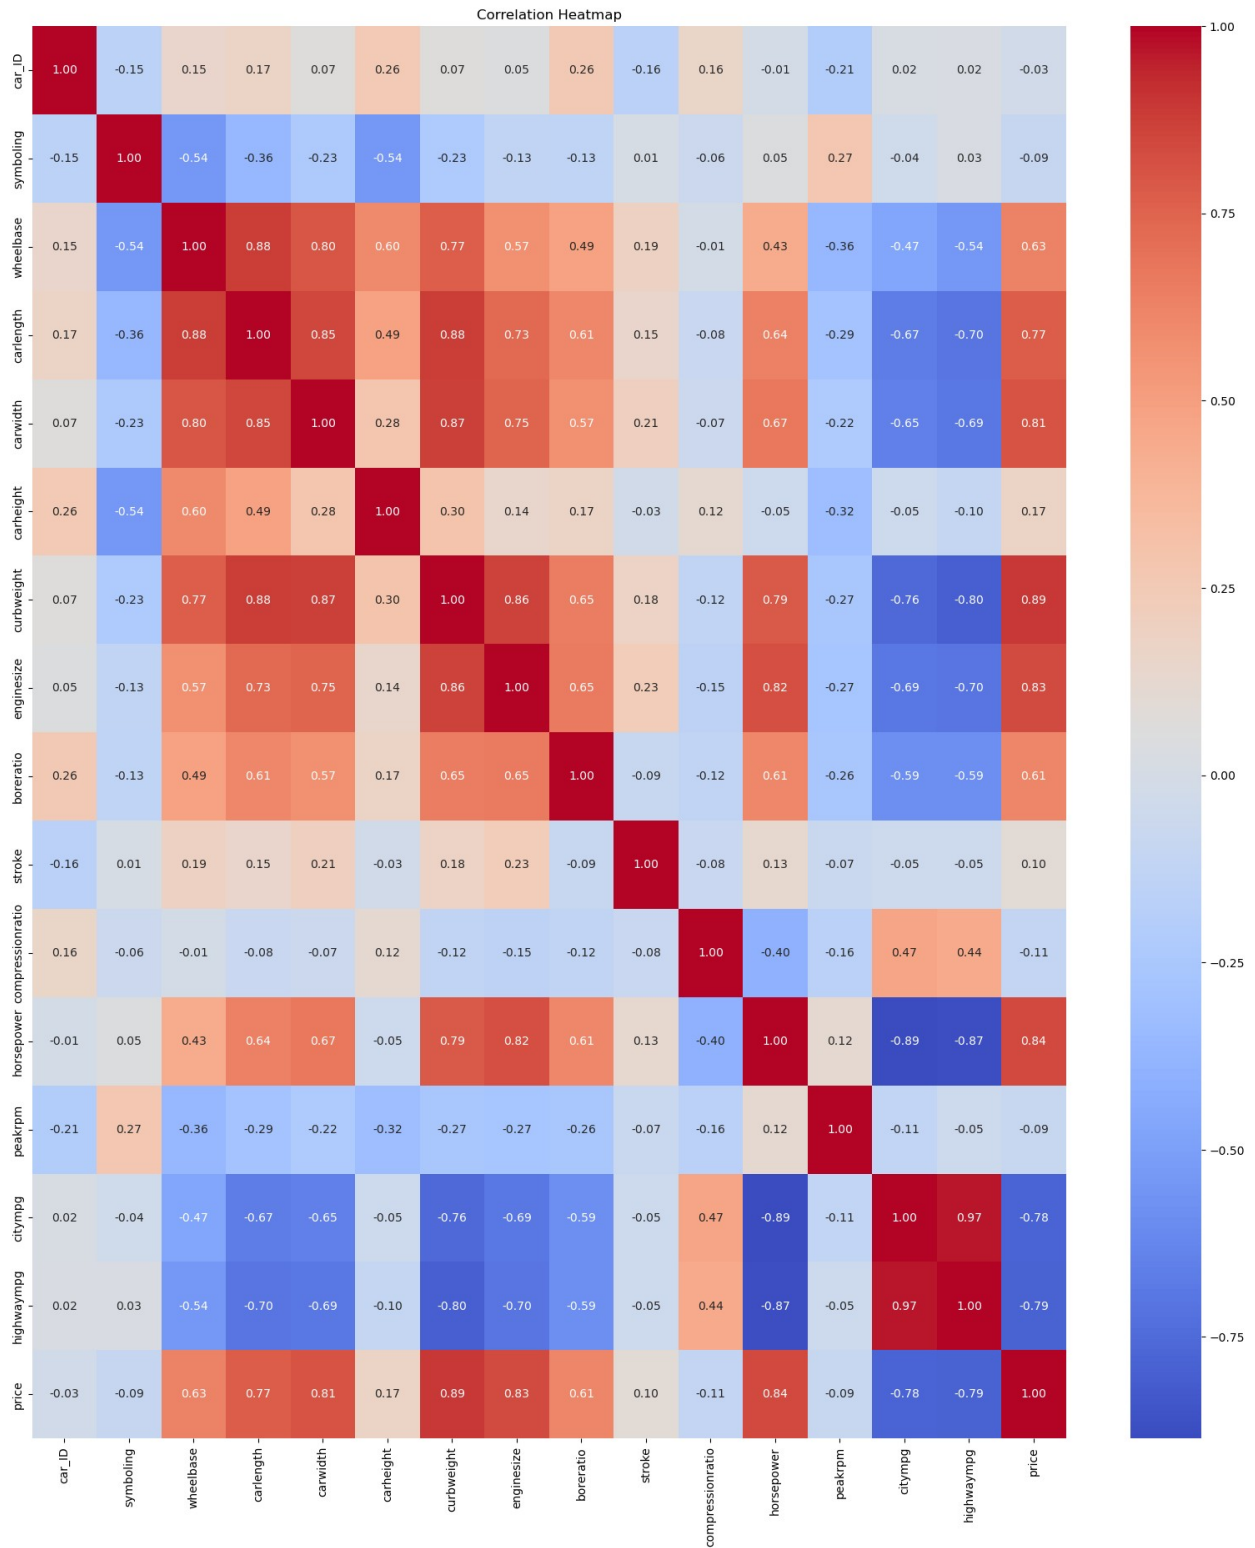 Correlation Heatmap
car_ID 1.00 -0.15 0.15 0.17 0.07 0.26 0.07 0.05 0.26 -0.16 0.16 -0.01 -0.21 0.02 0.02 -0.03
symboling -0.15 1.00 -0.54 -0.36 -0.23 -0.54 -0.23 -0.13 -0.13 0.01 -0.06 0.05 0.27 -0.04 0.03 -0.09
wheelbase 0.15 -0.54 1.00 0.88 0.80 0.60 0.77 0.57 0.49 0.19 -0.01 0.43 -0.36 -0.47 -0.54 0.63
carlength 0.17 -0.36 0.88 1.00 0.85 0.49 0.88 0.73 0.61 0.15 -0.08 0.64 -0.29 -0.67 -0.70 0.77
carwidth 0.07 -0.23 0.80 0.85 1.00 0.28 0.87 0.75 0.57 0.21 -0.07 0.67 -0.22 -0.65 -0.69 0.81
carheight 0.26 -0.54 0.60 0.49 0.28 1.00 0.30 0.14 0.17 -0.03 0.12 -0.05 -0.32 -0.05 -0.10 0.17
curbweight 0.07 -0.23 0.77 0.88 0.87 0.30 1.00 0.86 0.65 0.18 -0.12 0.79 -0.27 -0.76 -0.80 0.89
enginesize 0.05 -0.13 0.57 0.73 0.75 0.14 0.86 1.00 0.65 0.23 -0.15 0.82 -0.27 -0.69 -0.70 0.83
boreratio 0.26 -0.13 0.49 0.61 0.57 0.17 0.65 0.65 1.00 -0.09 -0.12 0.61 -0.26 -0.59 -0.59 0.61
stroke -0.16 0.01 0.19 0.15 0.21 -0.03 0.18 0.23 -0.09 1.00 -0.08 0.13 -0.07 -0.05 -0.05 0.10
compressionratio 0.16 -0.06 -0.01 -0.08 -0.07 0.12 -0.12 -0.15 -0.12 -0.08 1.00 -0.40 -0.16 0.47 0.44 -0.11
horsepower -0.01 0.05 0.43 0.64 0.67 -0.05 0.79 0.82 0.61 0.13 -0.40 1.00 0.12 -0.89 -0.87 0.84
peakrpm -0.21 0.27 -0.36 -0.29 -0.22 -0.32 -0.27 -0.27 -0.26 -0.07 -0.16 0.12 1.00 -0.11 -0.05 -0.09
citympg 0.02 -0.04 -0.47 -0.67 -0.65 -0.05 -0.76 -0.69 -0.59 -0.05 0.47 -0.89 -0.11 1.00 0.97 -0.78
highwaympg 0.02 0.03 -0.54 -0.70 -0.69 -0.10 -0.80 -0.70 -0.59 -0.05 0.44 -0.87 -0.05 0.97 1.00 -0.79
price -0.03 -0.09 0.63 0.77 0.81 0.17 0.89 0.83 0.61 0.10 -0.11 0.84 -0.09 -0.78 -0.79 1.00
car_ID symboling wheelbase carlength carwidth carheight curbweight enginesize boreratio stroke compressionratio horsepower peakrpm citympg highwaympg price
1.00
0.75
0.50
0.25
0.00
−0.25
−0.50
−0.75